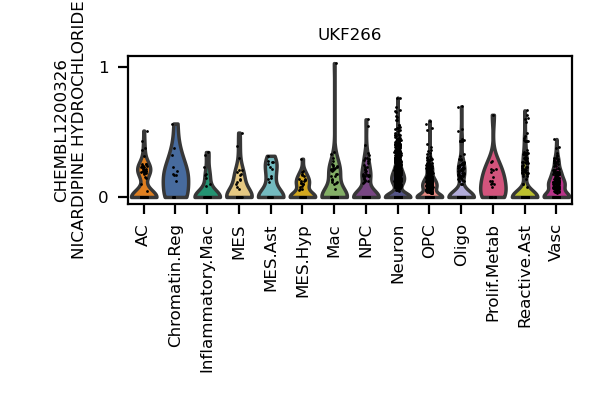 UKF266
CHEMBL1200326
NICARDIPINE HYDROCHLORIDE
1
0
AC
Chromatin.Reg
Inflammatory.Mac
MES
MES.Ast
MES.Hyp
Mac
NPC
Neuron
OPC
Oligo
Prolif.Metab
Reactive.Ast
Vasc